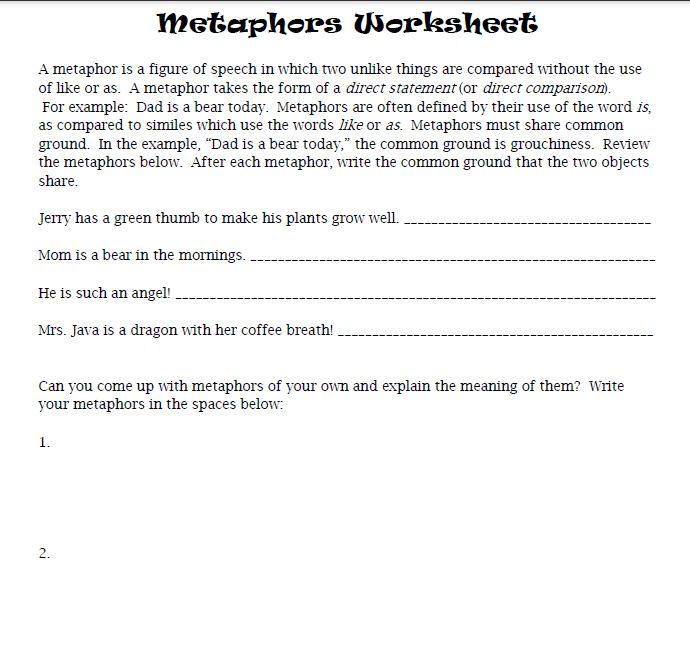 Metaphors Worksheet
A metaphor is a figure of speech in which two unlike things are compared without the use
of like or as.  A metaphor takes the form of a direct statement (or direct comparison).
For example:  Dad is a bear today.  Metaphors are often defined by their use of the word is,
as compared to similes which use the words like or as.  Metaphors must share common
ground.  In the example, “Dad is a bear today,” the common ground is grouchiness.  Review
the metaphors below.  After each metaphor, write the common ground that the two objects
share.
Jerry has a green thumb to make his plants grow well. ___________________________________
Mom is a bear in the mornings. __________________________________________________________
He is such an angel! _____________________________________________________________________
Mrs. Java is a dragon with her coffee breath! _____________________________________________
Can you come up with metaphors of your own and explain the meaning of them?  Write
your metaphors in the spaces below:
1.
2.